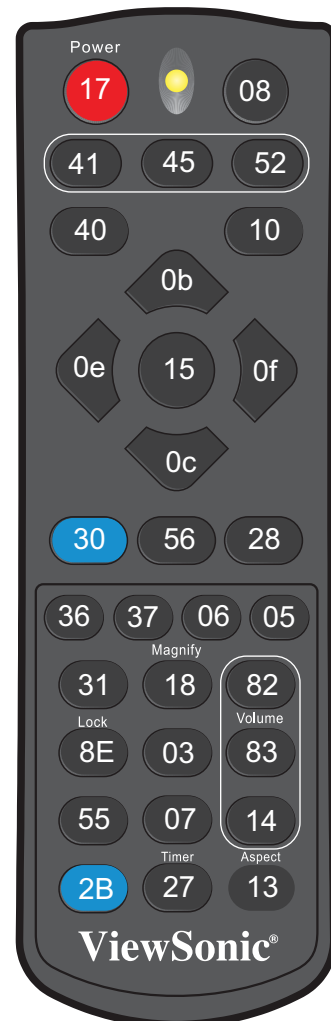 Power
17 08
41 45 52
40 10
0b
0e 15 0f
0c
30 56 28
36 37 06 05
Magnify
31 18 82
Lock Volume
8E 03 83
55 07 14
Timer Aspect
2B 27 13
ViewSonic®